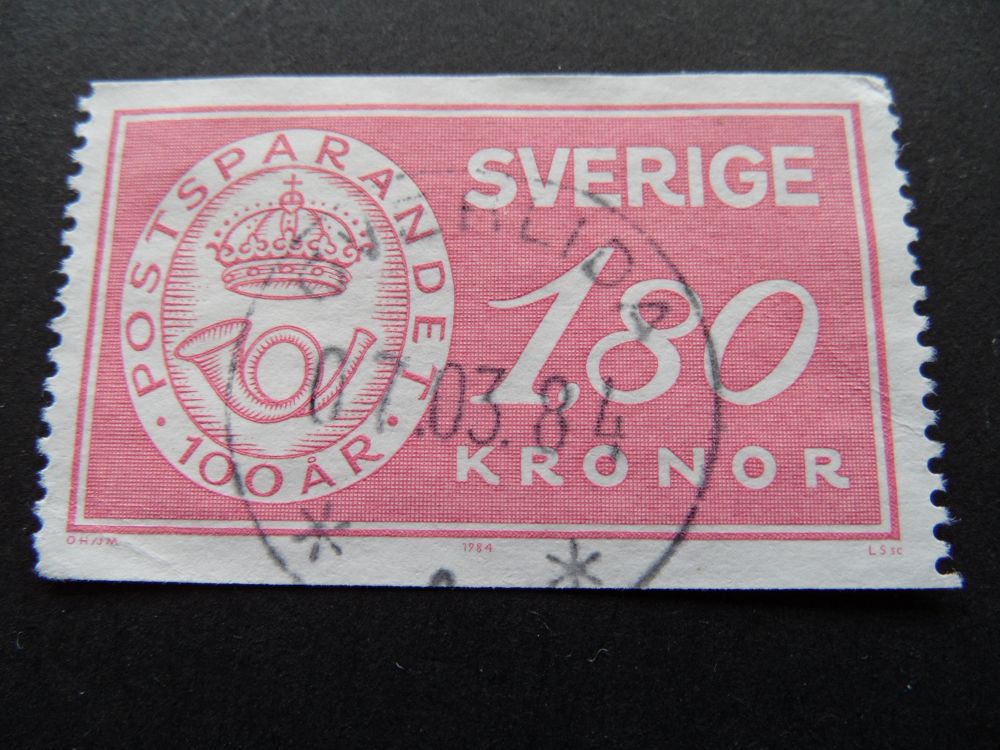 POSTSPARANDET
· 100 ÅR ·
SVERIGE
1,80
KRONOR
07.03.84
OH/JM
1984
LS sc